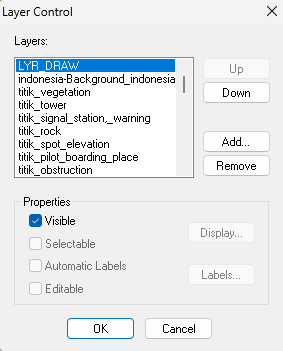 Layer Control
Layers:
LYR_DRAW
indonesia-Background_indonesia
titik_vegetation
titik_tower
titik_signal_station,_warning
titik_rock
titik_spot_elevation
titik_pilot_boarding_place
titik_obstruction
Up
Down
Add...
Remove
Properties
Visible
Selectable
Automatic Labels
Editable
Display...
Labels...
OK
Cancel